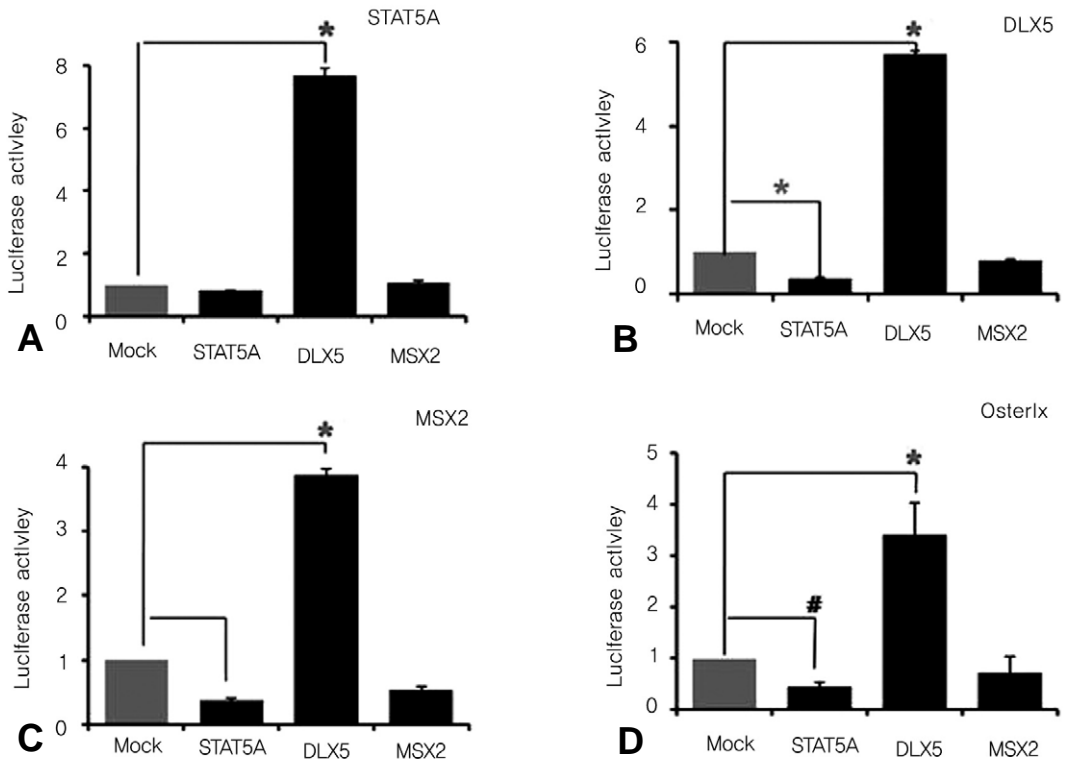 STAT5A
*
8
6
4
2
0
Luclferase actlvley
Mock STAT5A DLX5 MSX2
A
DLX5
*
*
6
4
2
0
Luclferase actlvley
Mock STAT5A DLX5 MSX2
B
MSX2
*
4
3
2
1
0
Luclferase actlvley
Mock STAT5A DLX5 MSX2
C
Osterlx
*
#
5
4
3
2
1
0
Luclferase actlvley
Mock STAT5A DLX5 MSX2
D